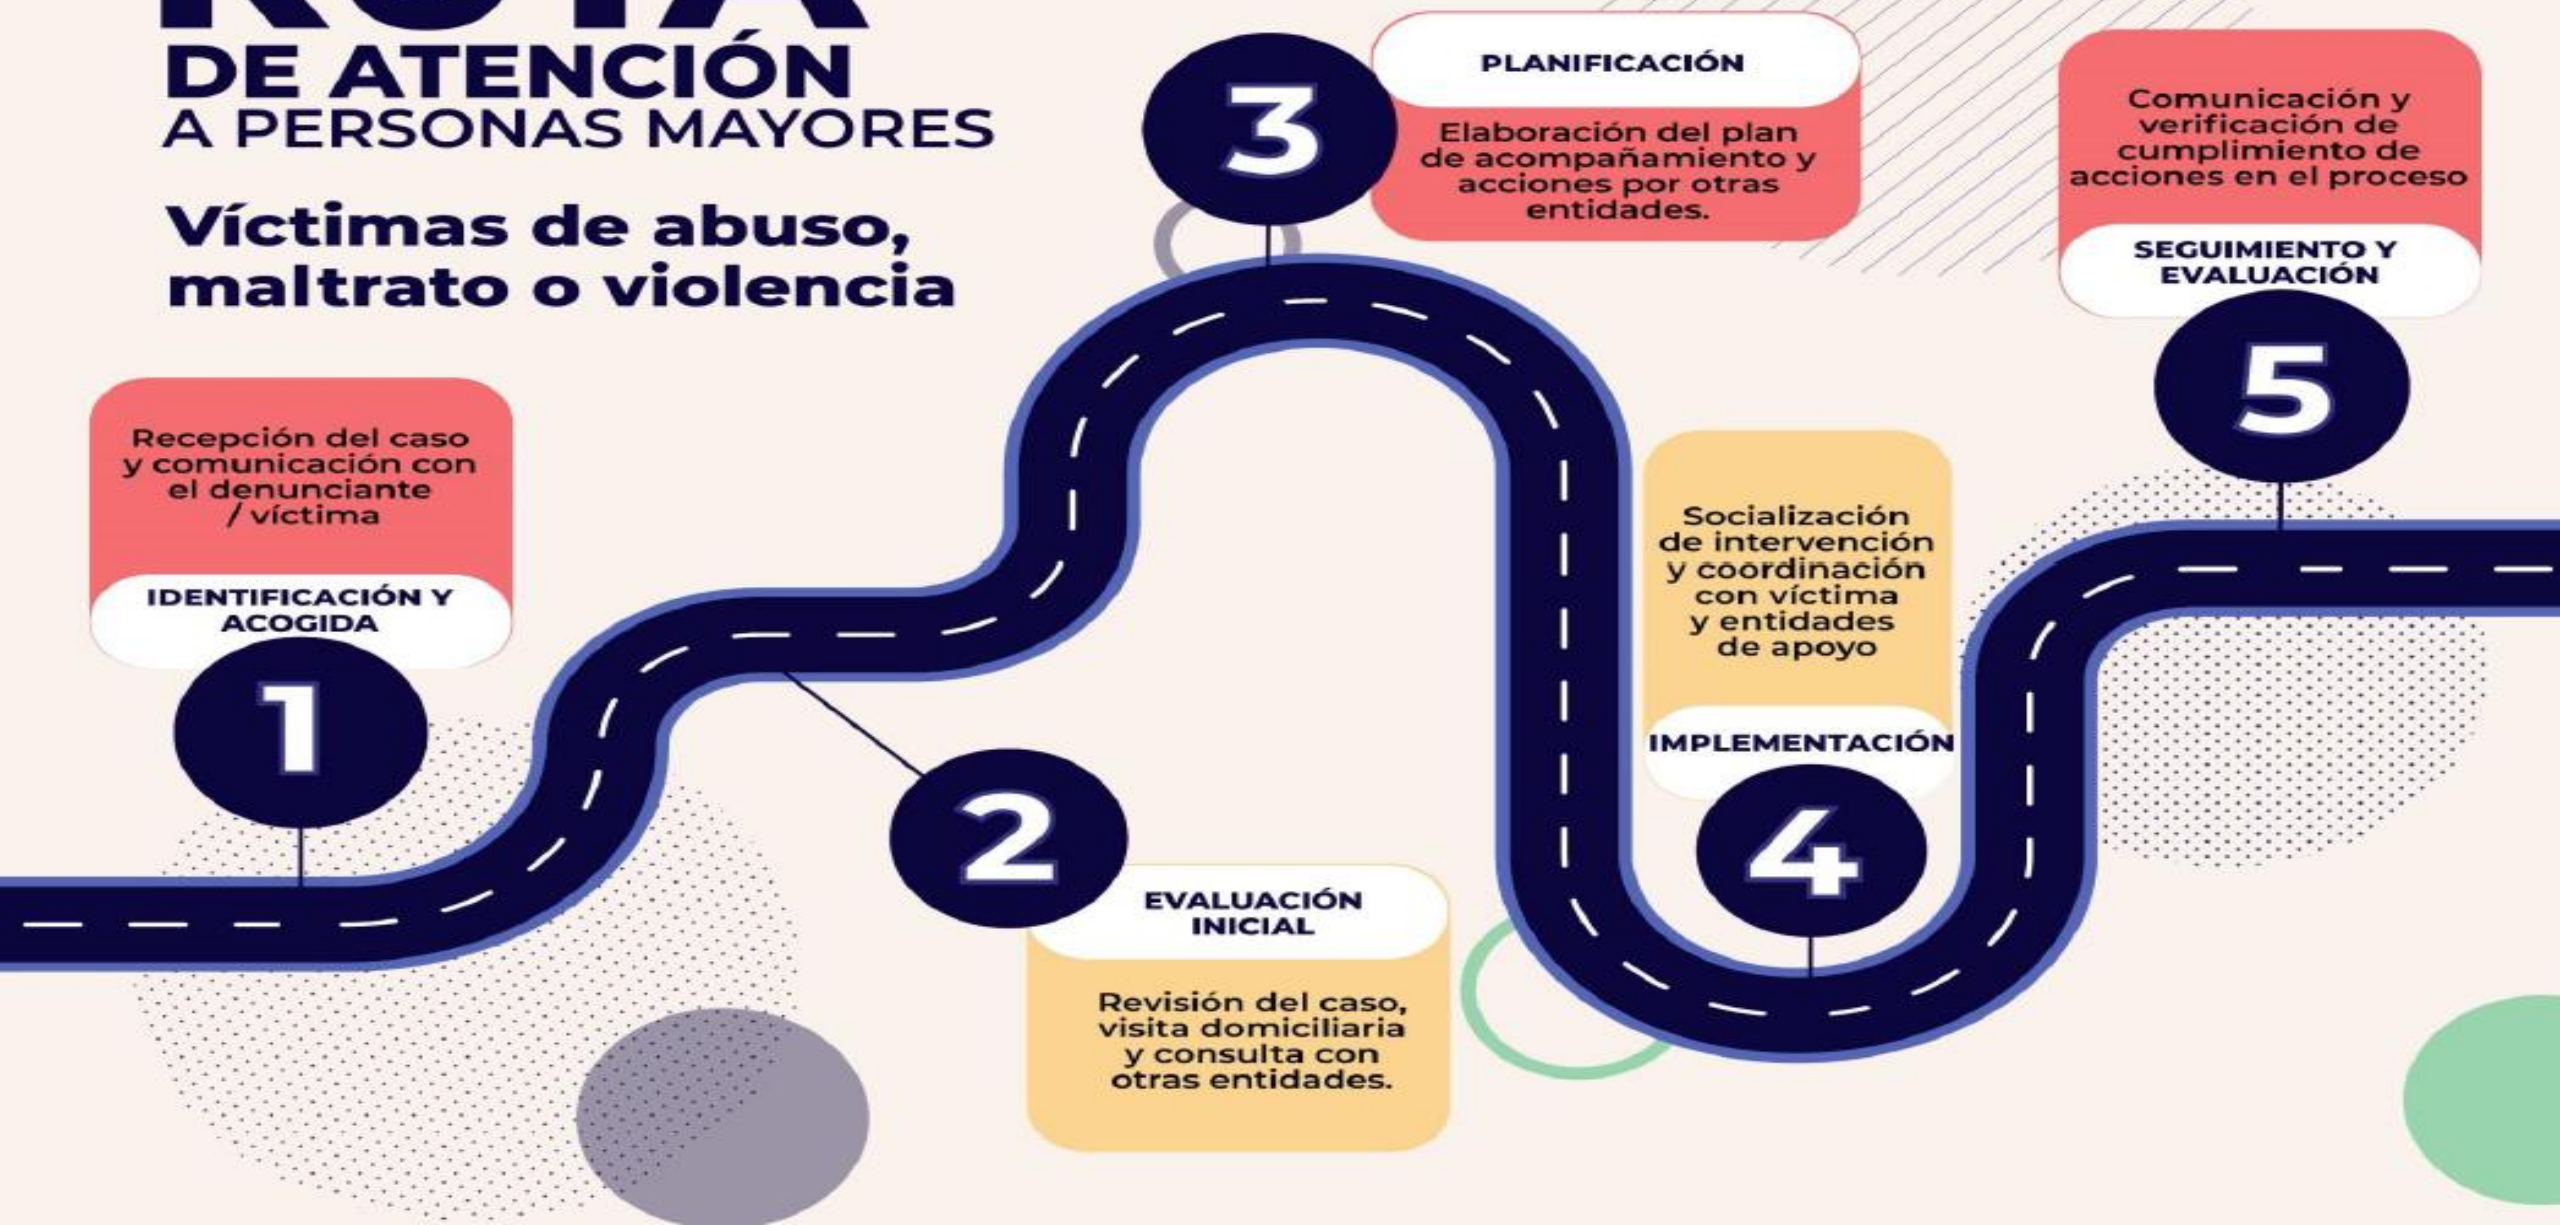 DE ATENCIÓN
A PERSONAS MAYORES
Víctimas de abuso,
maltrato o violencia
Recepción del caso
y comunicación con
el denunciante
/ víctima
IDENTIFICACIÓN Y
ACOGIDA
1
2
EVALUACIÓN
INICIAL
Revisión del caso,
visita domiciliaria
y consulta con
otras entidades.
3
PLANIFICACIÓN
Elaboración del plan
de acompañamiento y
acciones por otras
entidades.
Socialización
de intervención
y coordinación
con víctima
y entidades
de apoyo
IMPLEMENTACIÓN
4
Comunicación y
verificación de
cumplimiento de
acciones en el proceso
SEGUIMIENTO Y
EVALUACIÓN
5